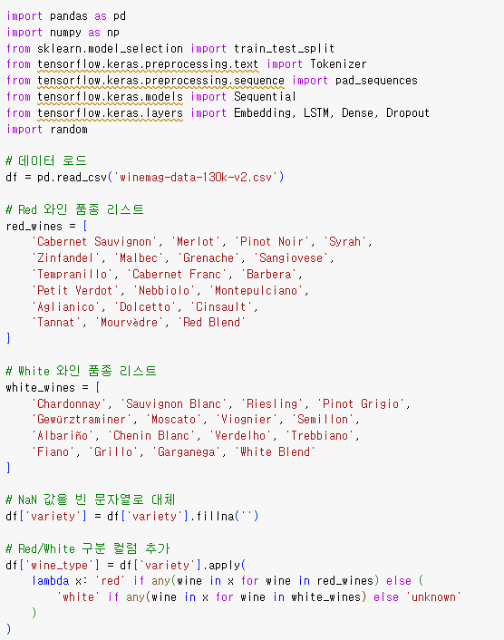 import pandas as pd
import numpy as np
from sklearn.model_selection import train_test_split
from tensorflow.keras.preprocessing.text import Tokenizer
from tensorflow.keras.preprocessing.sequence import pad_sequences
from tensorflow.keras.models import Sequential
from tensorflow.keras.layers import Embedding, LSTM, Dense, Dropout
import random

# 데이터 로드
df = pd.read_csv('winemag-data-130k-v2.csv')

# Red 와인 품종 리스트
red_wines = [
    'Cabernet Sauvignon', 'Merlot', 'Pinot Noir', 'Syrah',
    'Zinfandel', 'Malbec', 'Grenache', 'Sangiovese',
    'Tempranillo', 'Cabernet Franc', 'Barbera',
    'Petit Verdot', 'Nebbiolo', 'Montepulciano',
    'Aglianico', 'Dolcetto', 'Cinsault',
    'Tannat', 'Mourvèdre', 'Red Blend'
]

# White 와인 품종 리스트
white_wines = [
    'Chardonnay', 'Sauvignon Blanc', 'Riesling', 'Pinot Grigio',
    'Gewürztraminer', 'Moscato', 'Viognier', 'Semillon',
    'Albariño', 'Chenin Blanc', 'Verdelho', 'Trebbiano',
    'Fiano', 'Grillo', 'Garganega', 'White Blend'
]

# NaN 값을 빈 문자열로 대체
df['variety'] = df['variety'].fillna('')

# Red/White 구분 컬럼 추가
df['wine_type'] = df['variety'].apply(
    lambda x: 'red' if any(wine in x for wine in red_wines) else (
        'white' if any(wine in x for wine in white_wines) else 'unknown'
    )
)